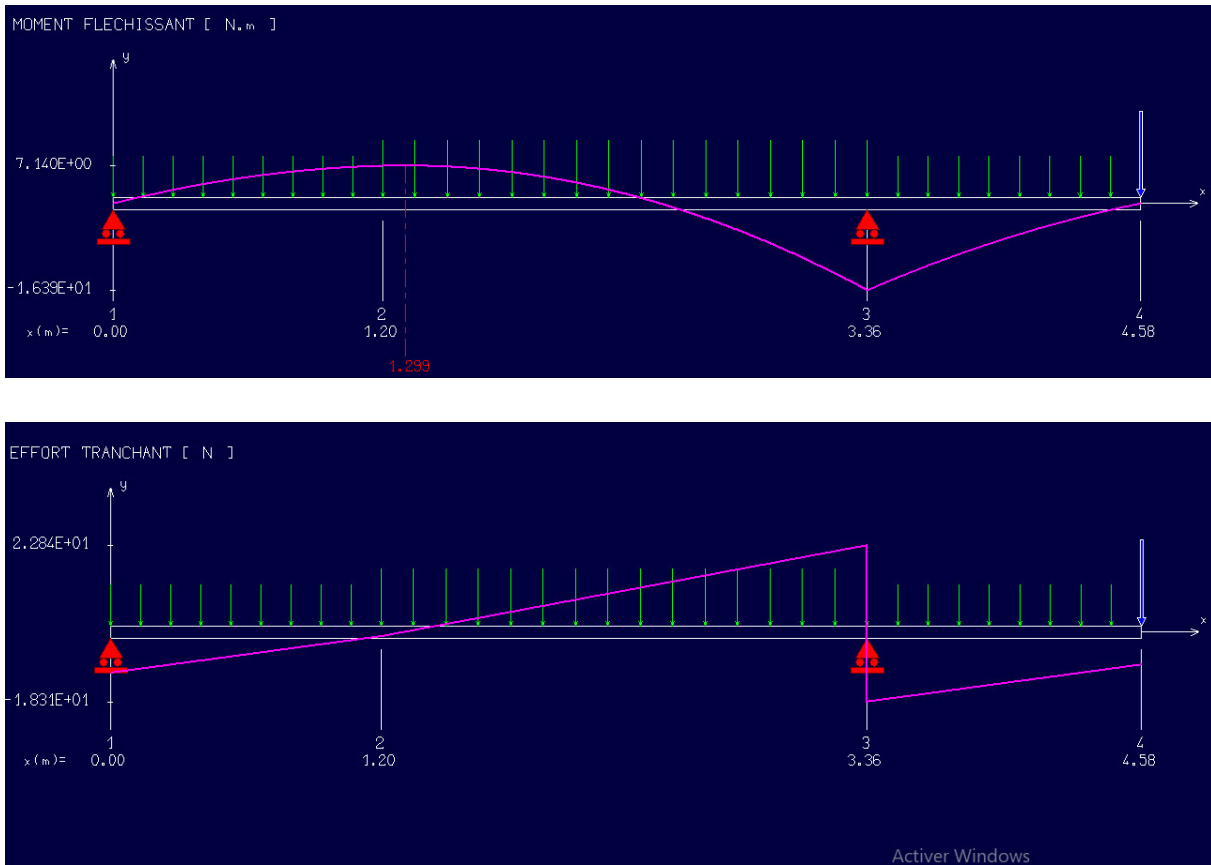 MOMENT FLECHISSANT [ N.m ]
y
7.140E+00
x
-1.639E+01
1 2 3 4
x(m)= 0.00 1.20 3.36 4.58
1.299
EFFORT TRANCHANT [ N ]
y
2.284E+01
x
-1.831E+01
1 2 3 4
x(m)= 0.00 1.20 3.36 4.58
Activer Windows